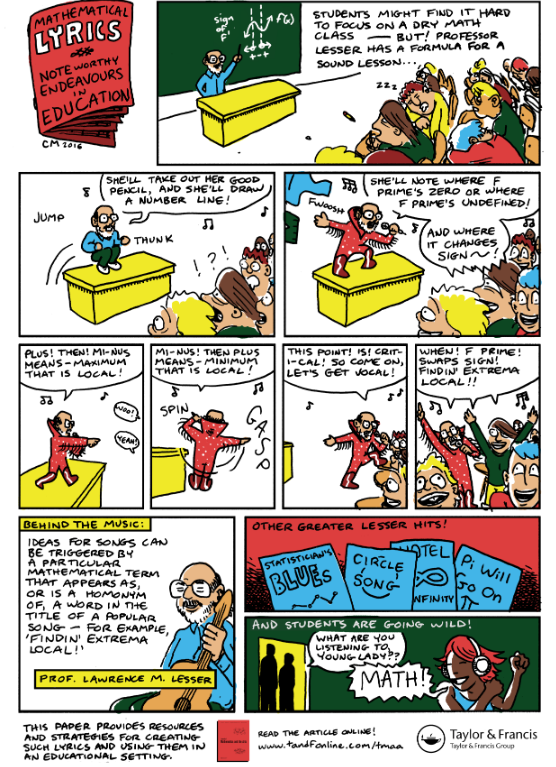 MATHEMATICAL
LYRICS
NOTEWORTHY
ENDEAVOURS
IN
EDUCATION
CM 2016
sign
of
F'
F(x)
+-+
STUDENTS MIGHT FIND IT HARD
TO FOCUS ON A DRY MATH
CLASS — BUT! PROFESSOR
LESSER HAS A FORMULA FOR A
SOUND LESSON...
ZZZ
JUMP
SHE'LL TAKE OUT HER GOOD
PENCIL, AND SHE'LL DRAW
A NUMBER LINE!
THUNK
!?!
FWOOSH
SHE'LL NOTE WHERE F
PRIME'S ZERO OR WHERE
F PRIME'S UNDEFINED!
AND WHERE
IT CHANGES
SIGN~!
PLUS! THEN! MI-NUS
MEANS-MAXIMUM
THAT IS LOCAL!
WOO!
YEAH!
MI-NUS! THEN PLUS
MEANS-MINIMUM
THAT IS LOCAL!
SPIN
GASP
THIS POINT! IS! CRIT-
I-CAL! SO COME ON,
LET'S GET VOCAL!
WHEN! F PRIME!
SWAPS SIGN!
FINDIN' EXTREMA
LOCAL!!
BEHIND THE MUSIC:
IDEAS FOR SONGS CAN
BE TRIGGERED BY
A PARTICULAR
MATHEMATICAL TERM
THAT APPEARS AS,
OR IS A HOMONYM
OF, A WORD IN THE
TITLE OF A POPULAR
SONG — FOR EXAMPLE,
'FINDIN' EXTREMA
LOCAL!'
PROF. LAWRENCE M. LESSER
OTHER GREATER LESSER HITS!
STATISTICIAN'S
BLUES
CIRCLE
SONG
HOTEL
∞
INFINITY
Pi Will
Go On
π
AND STUDENTS ARE GOING WILD!
WHAT ARE YOU
LISTENING TO,
YOUNG LADY??
MATH!
THIS PAPER PROVIDES RESOURCES
AND STRATEGIES FOR CREATING
SUCH LYRICS AND USING THEM IN
AN EDUCATIONAL SETTING.
READ THE ARTICLE ONLINE!
www.tandfonline.com/tmaa
Taylor & Francis
Taylor & Francis Group